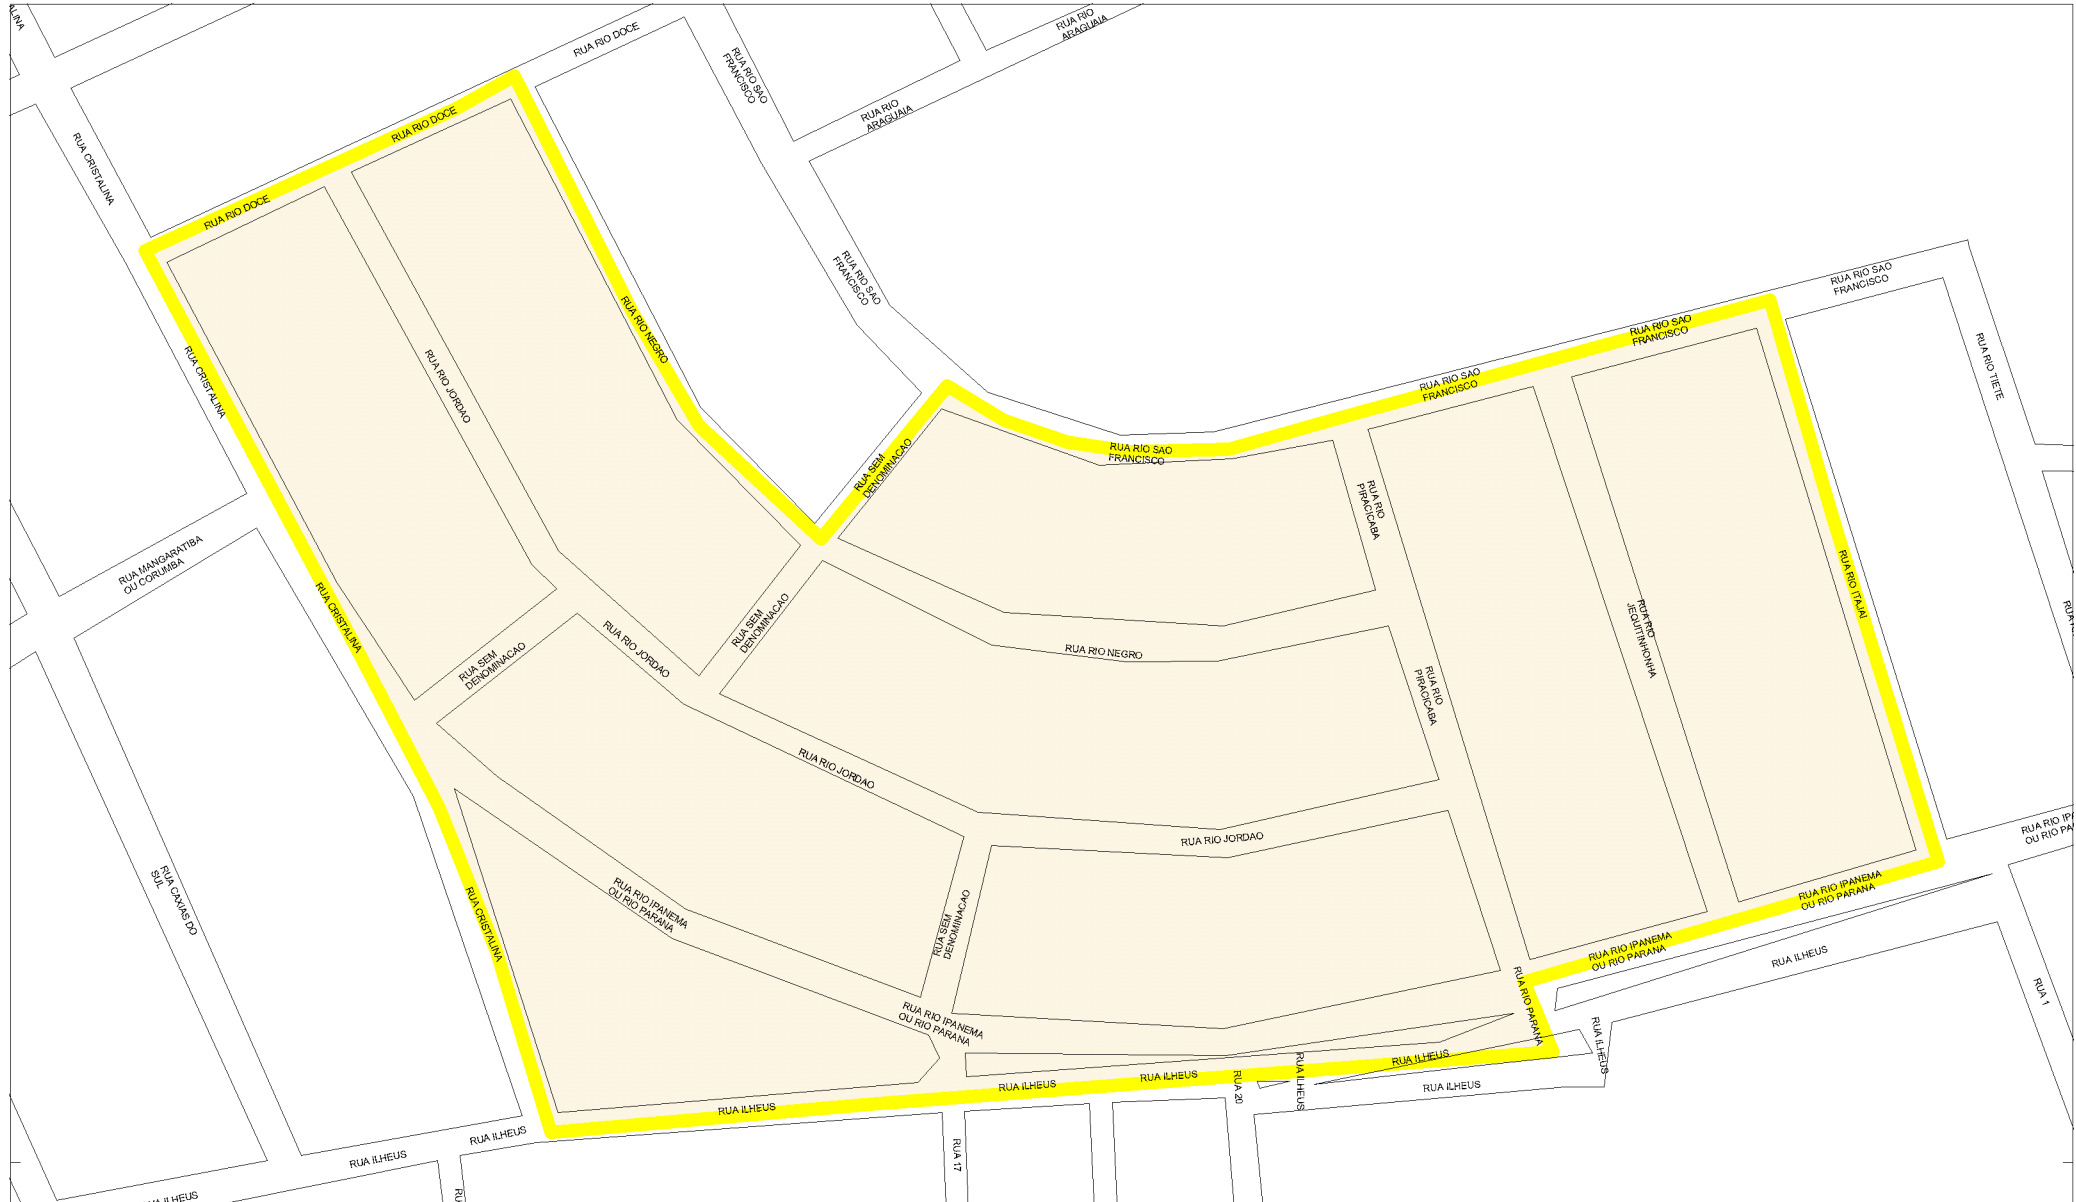 RUA RIO DOCE
RUA RIO
ARAGUAIA
RUA RIO SAO
FRANCISCO
RUA RIO
ARAGUAIA
RUA RIO DOCE
RUA CRISTALINA
RUA RIO DOCE
RUA RIO SAO
FRANCISCO
RUA RIO SAO
FRANCISCO
RUA RIO NEGRO
RUA RIO SAO
FRANCISCO
RUA RIO TIETE
RUA CRISTALINA
RUA RIO JORDAO
RUA RIO SAO
FRANCISCO
RUA RIO SAO
FRANCISCO
RUA SEM
DENOMINACAO
RUA RIO
PIRACICABA
RUA MANGARATIBA
OU CORUMBA
RUA RIO ITAJAI
RUA CRISTALINA
RUA SEM
DENOMINACAO
RUA RIO JORDAO
RUA SEM
DENOMINACAO
RUA RIO NEGRO
RUA RIO
JEQUITINHONHA
RUA RIO
PIRACICABA
RUA RIO JORDAO
RUA RIO JORDAO
RUA RIO IP
OU RIO PA
RUA CAXIAS DO
SUL
RUA CRISTALINA
RUA RIO IPANEMA
OU RIO PARANA
RUA SEM
DENOMINACAO
RUA RIO IPANEMA
OU RIO PARANA
RUA RIO IPANEMA
OU RIO PARANA
RUA ILHEUS
RUA RIO IPANEMA
OU RIO PARANA
RUA RIO PARANA
RUA 1
RUA ILHEUS
RUA ILHEUS
RUA ILHEUS
RUA ILHEUS
RUA ILHEUS
RUA ILHEUS
RUA 20
RUA ILHEUS
RUA ILHEUS
RUA ILHEUS
RUA ILHEUS
RUA 17